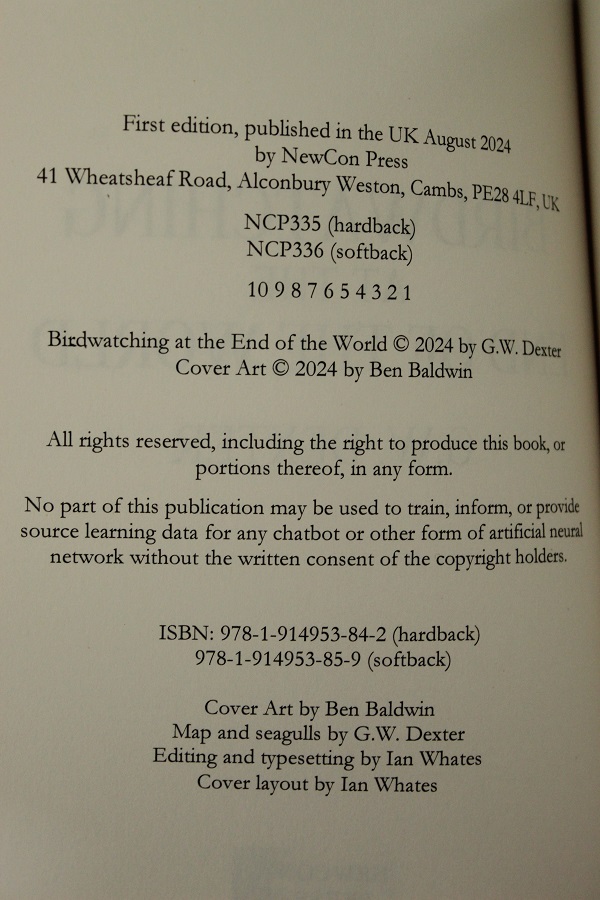 First edition, published in the UK August 2024
by NewCon Press
41 Wheatsheaf Road, Alconbury Weston, Cambs, PE28 4LF, UK
NCP335 (hardback)
NCP336 (softback)
10 9 8 7 6 5 4 3 2 1
Birdwatching at the End of the World © 2024 by G.W. Dexter
Cover Art © 2024 by Ben Baldwin
All rights reserved, including the right to produce this book, or
portions thereof, in any form.
No part of this publication may be used to train, inform, or provide
source learning data for any chatbot or other form of artificial neural
network without the written consent of the copyright holders.
ISBN: 978-1-914953-84-2 (hardback)
978-1-914953-85-9 (softback)
Cover Art by Ben Baldwin
Map and seagulls by G.W. Dexter
Editing and typesetting by Ian Whates
Cover layout by Ian Whates